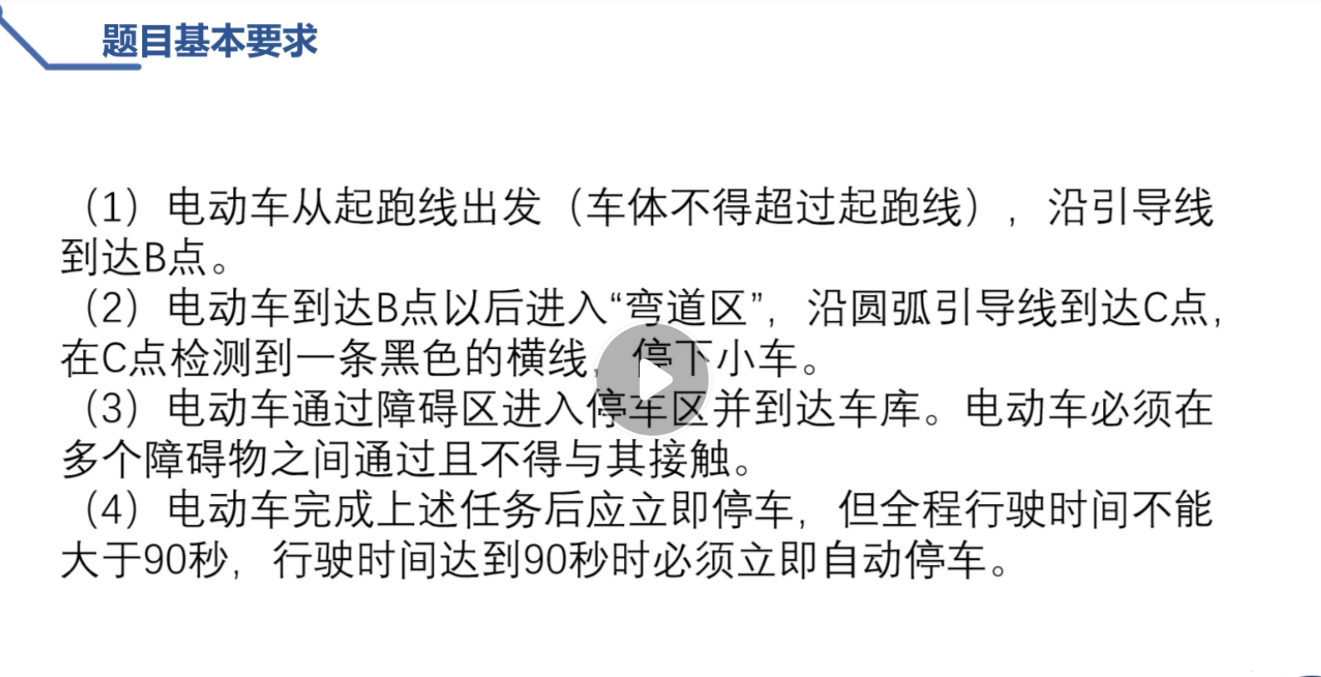 题目基本要求
（1）电动车从起跑线出发（车体不得超过起跑线），沿引导线
到达B点。
（2）电动车到达B点以后进入“弯道区”，沿圆弧引导线到达C点，
在C点检测到一条黑色的横线，停下小车。
（3）电动车通过障碍区进入停车区并到达车库。电动车必须在
多个障碍物之间通过且不得与其接触。
（4）电动车完成上述任务后应立即停车，但全程行驶时间不能
大于90秒，行驶时间达到90秒时必须立即自动停车。